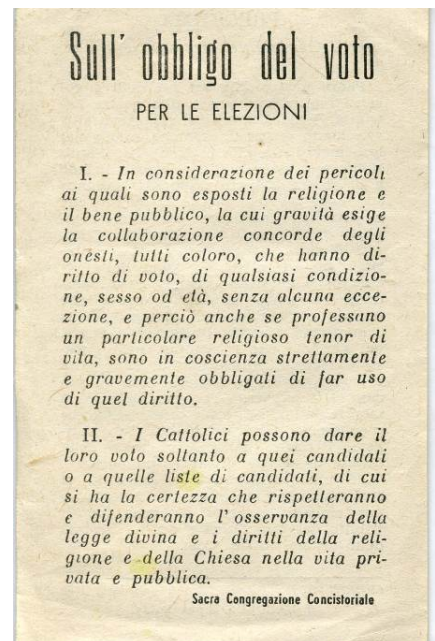 Sull' obbligo del voto
PER LE ELEZIONI
I. - In considerazione dei pericoli
ai quali sono esposti la religione e
il bene pubblico, la cui gravità esige
la collaborazione concorde degli
onesti, tutti coloro, che hanno di-
ritto di voto, di qualsiasi condizio-
ne, sesso od età, senza alcuna ecce-
zione, e perciò anche se professano
un particolare religioso tenor di
vita, sono in coscienza strettamente
e gravemente obbligati di far uso
di quel diritto.
II. - I Cattolici possono dare il
loro voto soltanto a quei candidati
o a quelle liste di candidati, di cui
si ha la certezza che rispetteranno
e difenderanno l' osservanza della
legge divina e i diritti della reli-
gione e della Chiesa nella vita pri-
vata e pubblica.
Sacra Congregazione Concistoriale